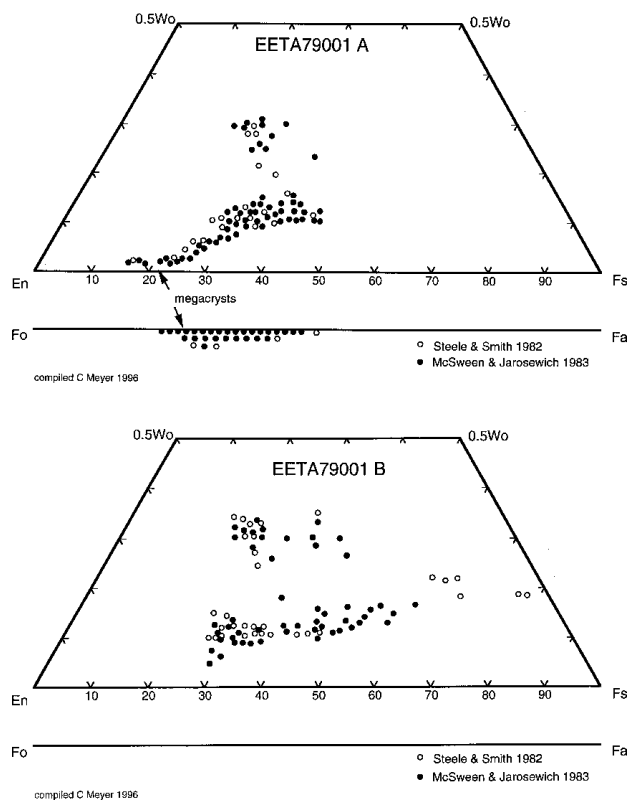 0.5Wo 0.5Wo
EETA79001 A
En 10 20 30 40 50 60 70 80 90 Fs
megacrysts
Fo Fa
Steele & Smith 1982
McSween & Jarosewich 1983
compiled C Meyer 1996
0.5Wo 0.5Wo
EETA79001 B
En 10 20 30 40 50 60 70 80 90 Fs
Fo Fa
Steele & Smith 1982
McSween & Jarosewich 1983
compiled C Meyer 1996